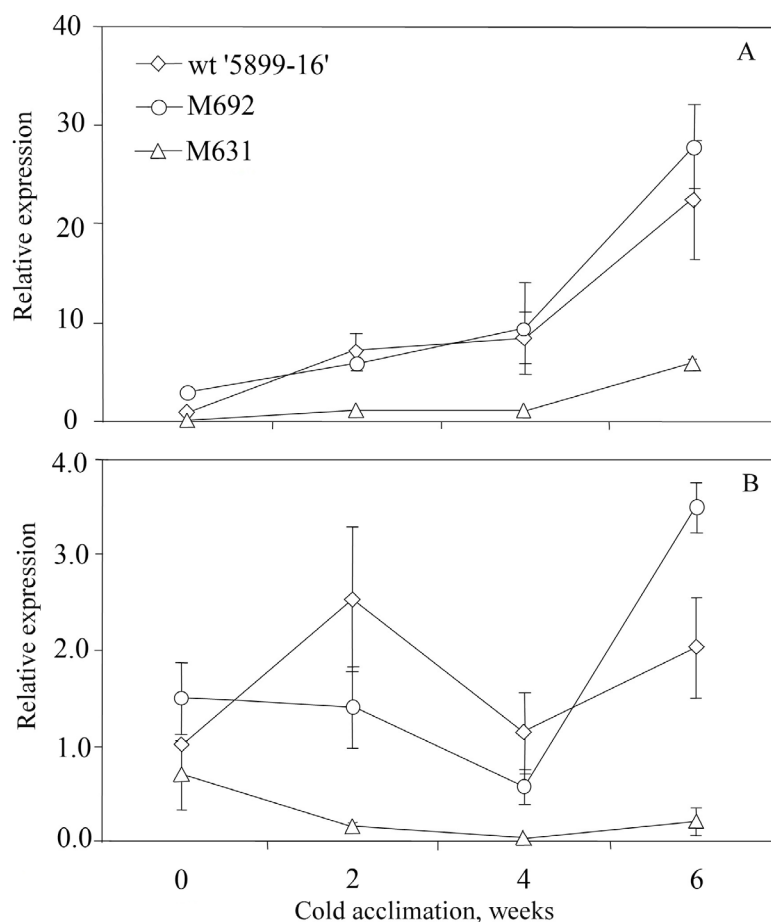 40
A
wt '5899-16'
M692
30
M631
Relative expression
20
10
0
4.0
B
3.0
Relative expression
2.0
1.0
0.0
0 2 4 6
Cold acclimation, weeks